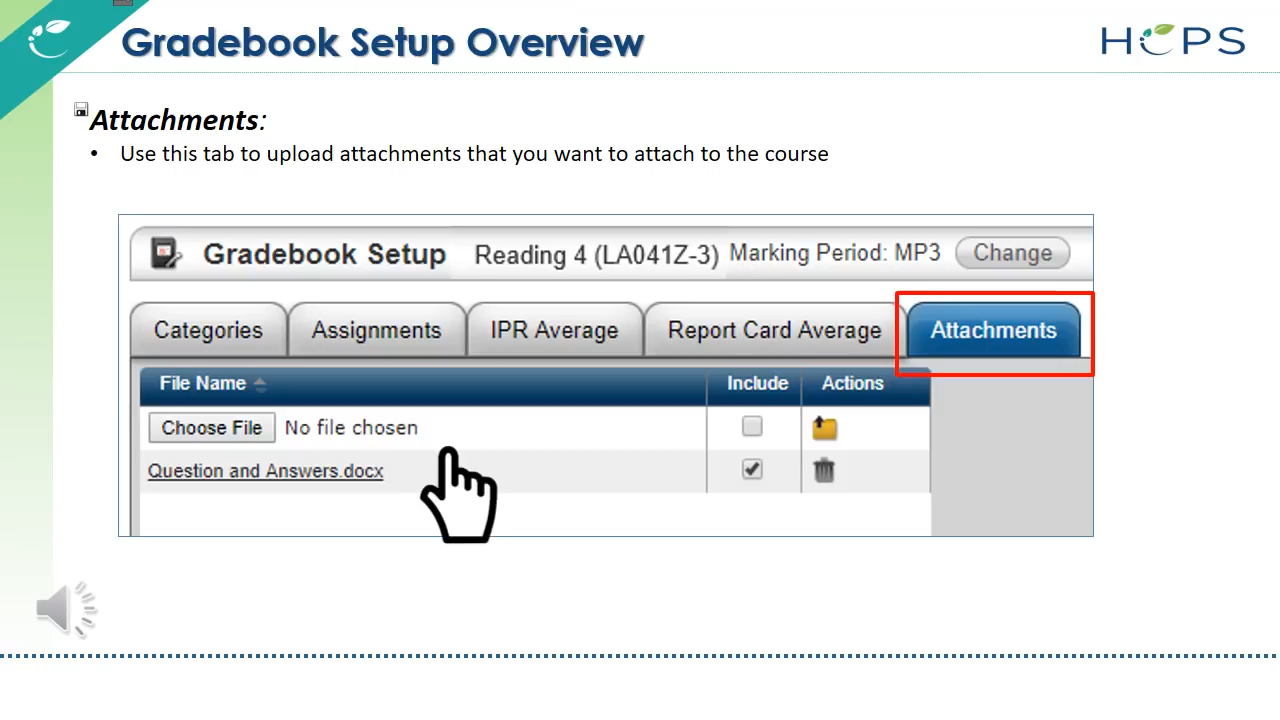 Gradebook Setup Overview
HCPS
Attachments:
• Use this tab to upload attachments that you want to attach to the course
Gradebook Setup Reading 4 (LA041Z-3) Marking Period: MP3 Change
Categories Assignments IPR Average Report Card Average Attachments
File Name Include Actions
Choose File No file chosen
Question and Answers.docx